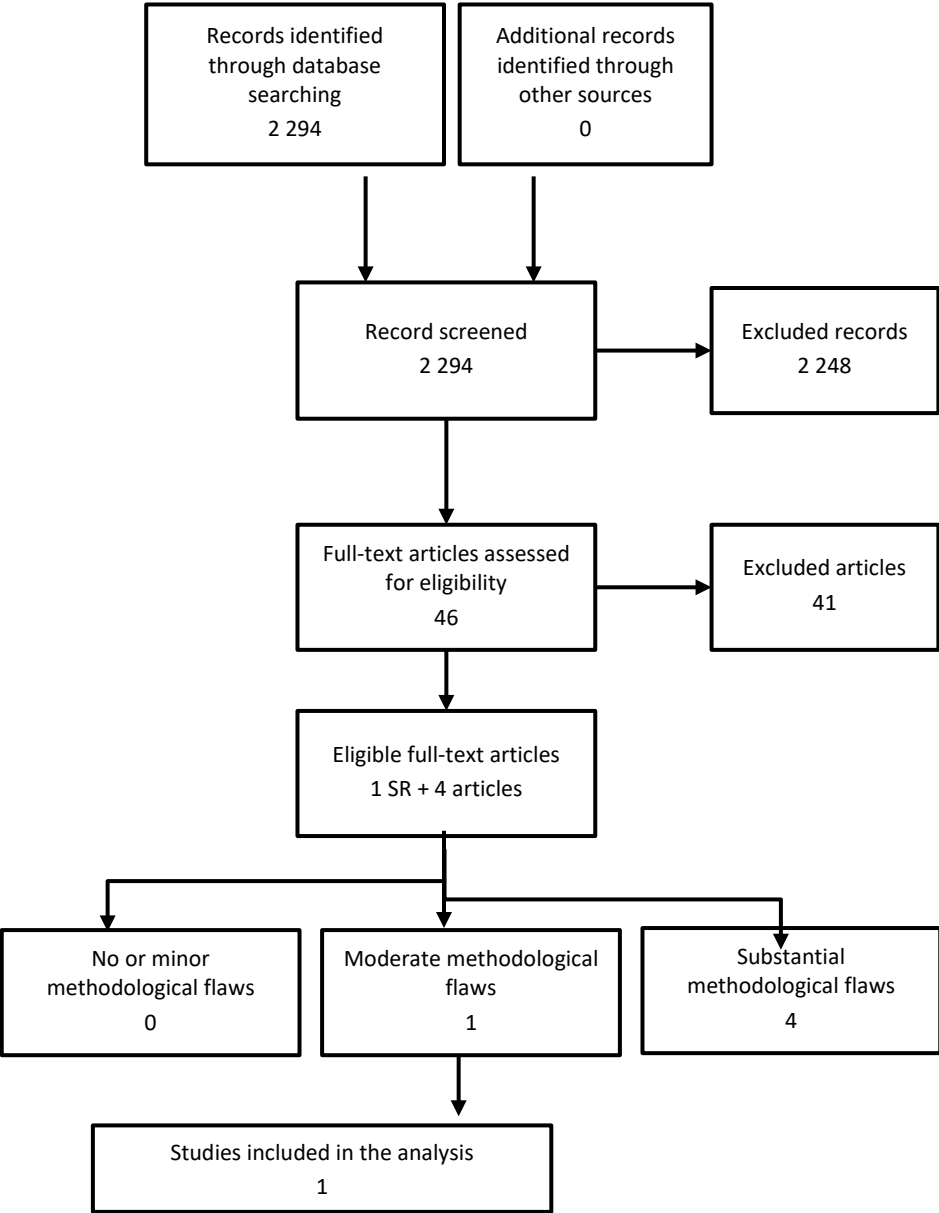 Records identified
through database
searching
2 294
Additional records
identified through
other sources
0
Record screened
2 294
Excluded records
2 248
Full-text articles assessed
for eligibility
46
Excluded articles
41
Eligible full-text articles
1 SR + 4 articles
No or minor
methodological flaws
0
Moderate methodological
flaws
1
Substantial
methodological flaws
4
Studies included in the analysis
1